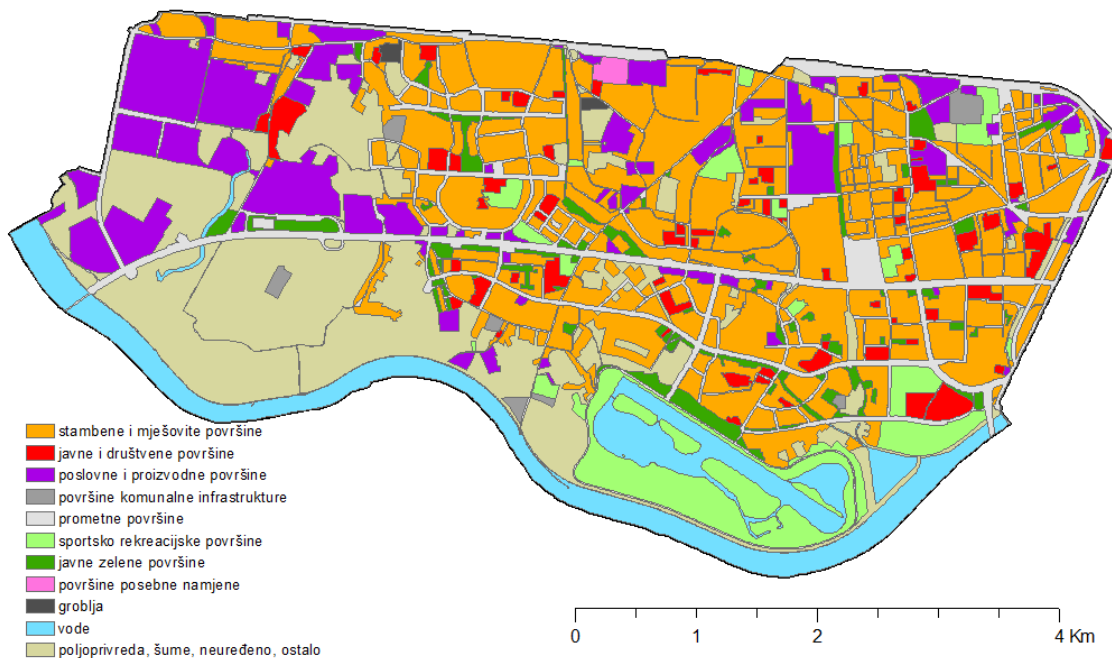 stambene i mješovite površine
javne i društvene površine
poslovne i proizvodne površine
površine komunalne infrastrukture
prometne površine
sportsko rekreacijske površine
javne zelene površine
površine posebne namjene
groblja
vode
poljoprivreda, šume, neuređeno, ostalo
0 1 2 4 Km